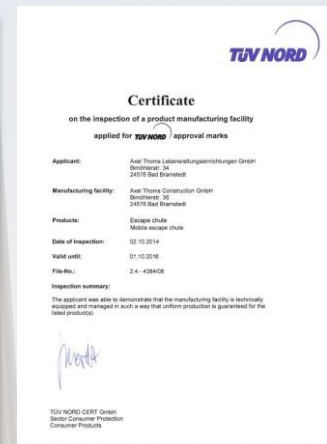 TÜV NORD
Certificate
on the inspection of a product manufacturing facility
applied for TÜV NORD approval marks
Applicant: Axel Thoms Lebensrettungseinrichtungen GmbH
Bimöhlerstr. 34
24576 Bad Bramstedt
Manufacturing facility: Axel Thoms Construction GmbH
Bimöhlerstr. 36
24576 Bad Bramstedt
Products: Escape chute
Mobile escape chute
Date of inspection: 02.10.2014
Valid until: 01.10.2016
File-No.: 2.4 - 4384/08
Inspection summary:
The applicant was able to demonstrate that the manufacturing facility is technically
equipped and managed in such a way that uniform production is guaranteed for the
listed product(s).
TÜV NORD CERT GmbH
Sector Consumer Protection
Consumer Products